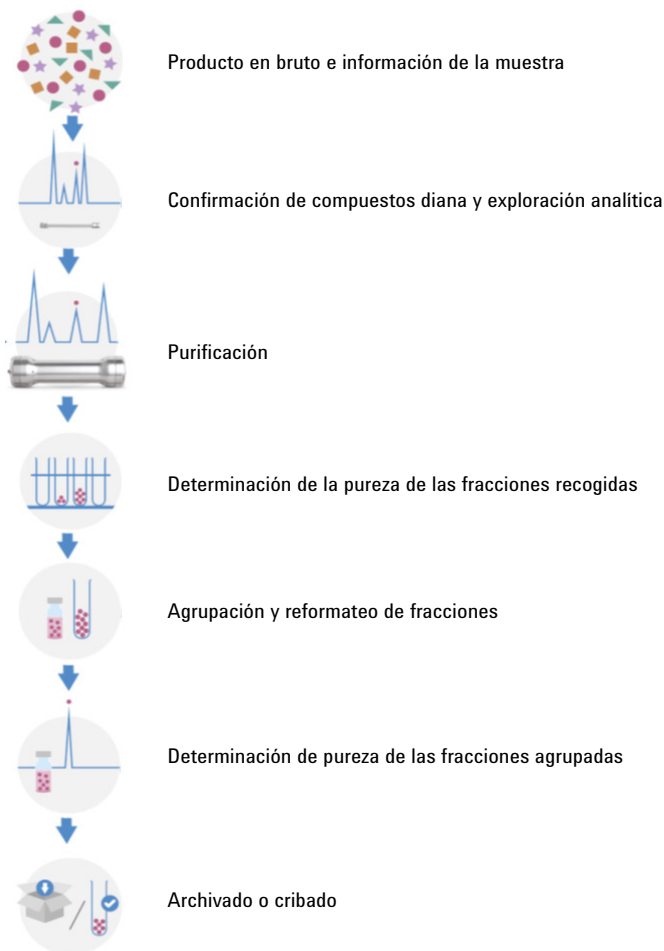 Producto en bruto e información de la muestra
Confirmación de compuestos diana y exploración analítica
Purificación
Determinación de la pureza de las fracciones recogidas
Agrupación y reformateo de fracciones
Determinación de pureza de las fracciones agrupadas
Archivado o cribado